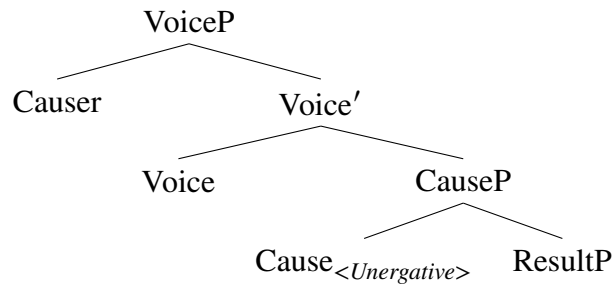 VoiceP
Causer Voice′
Voice CauseP
Cause<Unergative> ResultP